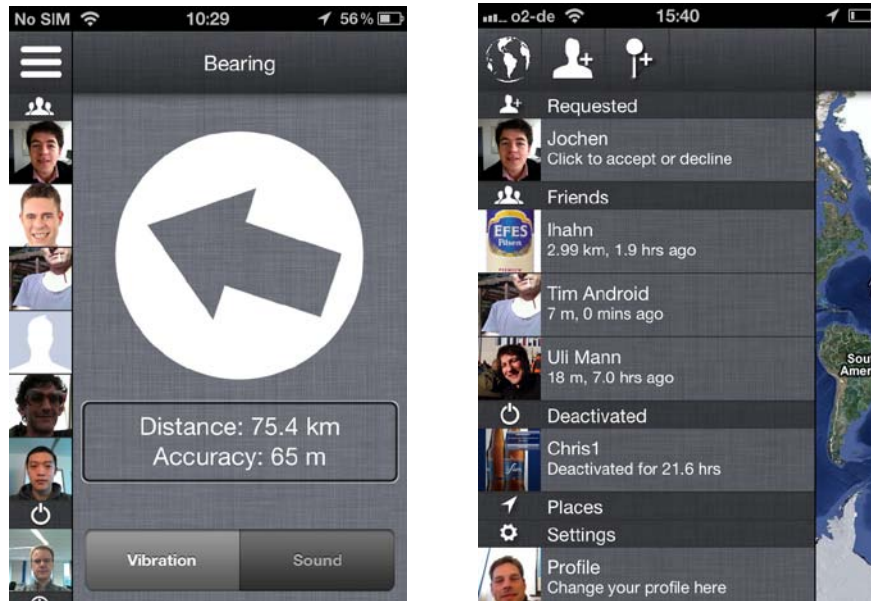 No SIM 10:29 56%
Bearing
Distance: 75.4 km
Accuracy: 65 m
Vibration Sound
o2-de 15:40
Requested
Jochen
Click to accept or decline
Friends
EFES
Pilsen
PREMIUM
lhahn
2.99 km, 1.9 hrs ago
Tim Android
7 m, 0 mins ago
Uli Mann
18 m, 7.0 hrs ago
Deactivated
Chris1
Deactivated for 21.6 hrs
Places
Settings
Profile
Change your profile here
Sou
Amer